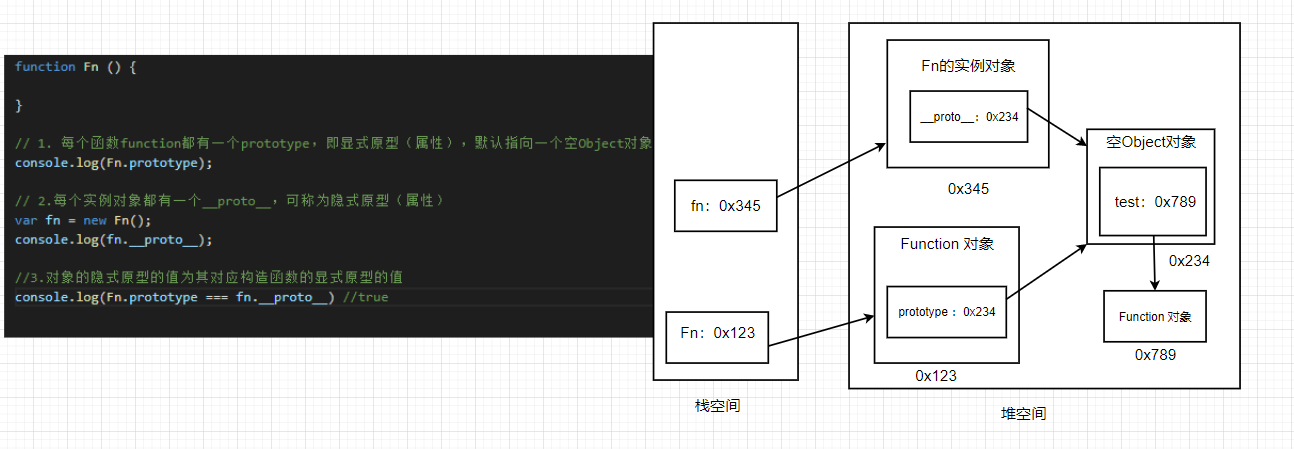 function Fn () {
}
// 1. 每个函数function都有一个prototype，即显式原型（属性），默认指向一个空Object对象
console.log(Fn.prototype);
// 2.每个实例对象都有一个__proto__，可称为隐式原型（属性）
var fn = new Fn();
console.log(fn.__proto__);
//3.对象的隐式原型的值为其对应构造函数的显式原型的值
console.log(Fn.prototype === fn.__proto__) //true
fn：0x345
Fn：0x123
栈空间
Fn的实例对象
__proto__：0x234
0x345
Function 对象
prototype ：0x234
0x123
空Object对象
test：0x789
0x234
Function 对象
0x789
堆空间